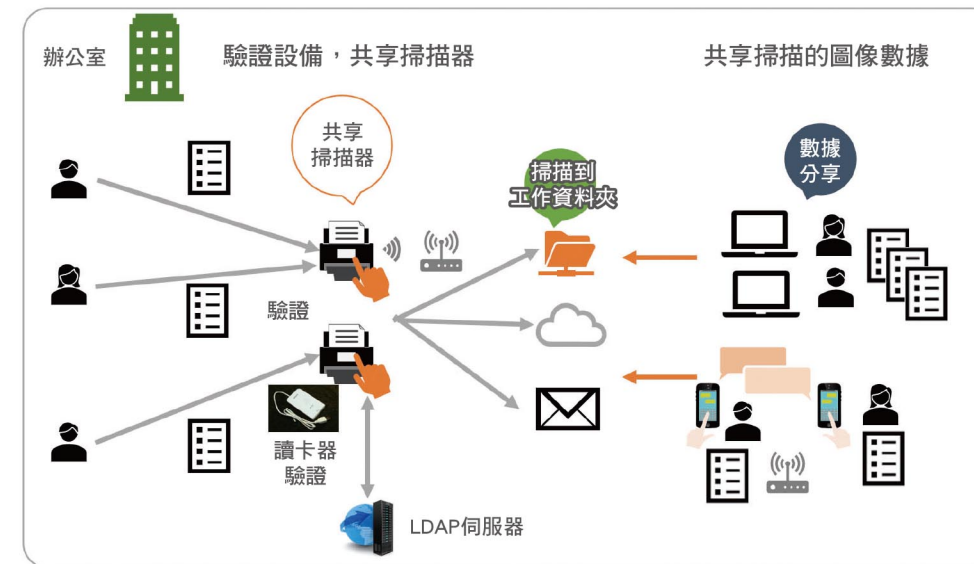 辦公室
驗證設備，共享掃描器
共享掃描的圖像數據
共享
掃描器
掃描到
工作資料夾
數據
分享
驗證
讀卡器
驗證
LDAP伺服器